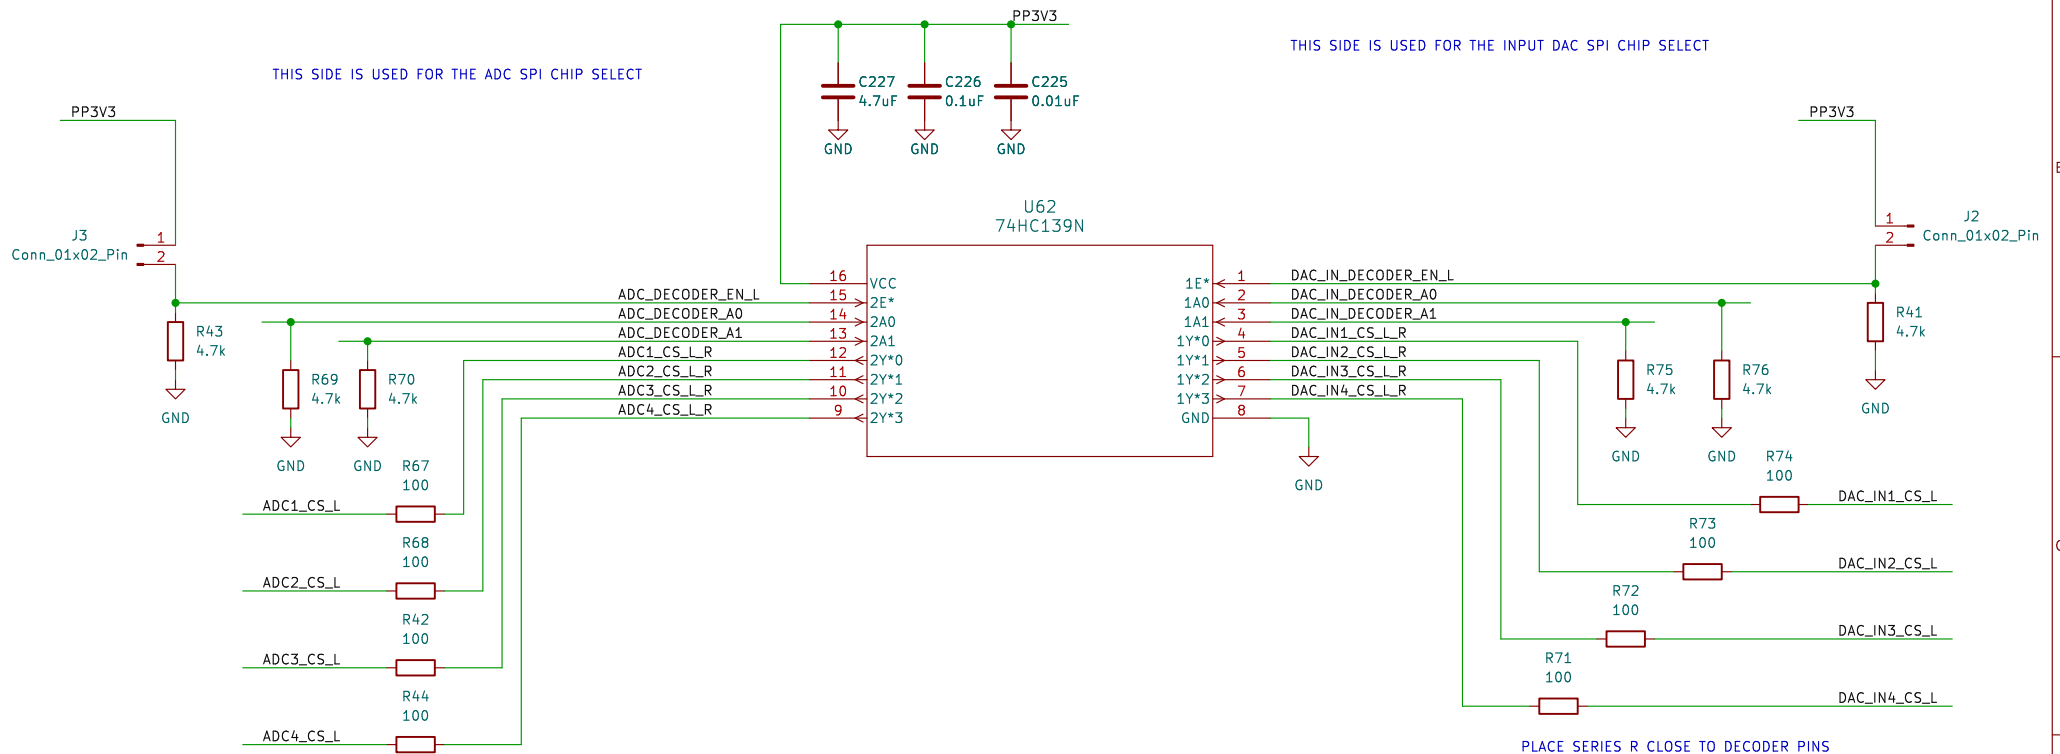 PP3V3
THIS SIDE IS USED FOR THE INPUT DAC SPI CHIP SELECT
THIS SIDE IS USED FOR THE ADC SPI CHIP SELECT
C227
4.7uF
C226
0.1uF
C225
0.01uF
GND
GND
GND
PP3V3
PP3V3
U62
74HC139N
J3
Conn_01x02_Pin
1
2
J2
Conn_01x02_Pin
1
2
ADC_DECODER_EN_L
ADC_DECODER_A0
ADC_DECODER_A1
ADC1_CS_L_R
ADC2_CS_L_R
ADC3_CS_L_R
ADC4_CS_L_R
16 VCC
15 2E*
14 2A0
13 2A1
12 2Y*0
11 2Y*1
10 2Y*2
9 2Y*3
1E* 1
1A0 2
1A1 3
1Y*0 4
1Y*1 5
1Y*2 6
1Y*3 7
GND 8
DAC_IN_DECODER_EN_L
DAC_IN_DECODER_A0
DAC_IN_DECODER_A1
DAC_IN1_CS_L_R
DAC_IN2_CS_L_R
DAC_IN3_CS_L_R
DAC_IN4_CS_L_R
R43
4.7k
GND
R69
4.7k
GND
R70
4.7k
GND
R75
4.7k
GND
R76
4.7k
GND
R41
4.7k
GND
GND
R67
100
ADC1_CS_L
R68
100
ADC2_CS_L
R42
100
ADC3_CS_L
R44
100
ADC4_CS_L
R74
100
DAC_IN1_CS_L
R73
100
DAC_IN2_CS_L
R72
100
DAC_IN3_CS_L
R71
100
DAC_IN4_CS_L
PLACE SERIES R CLOSE TO DECODER PINS